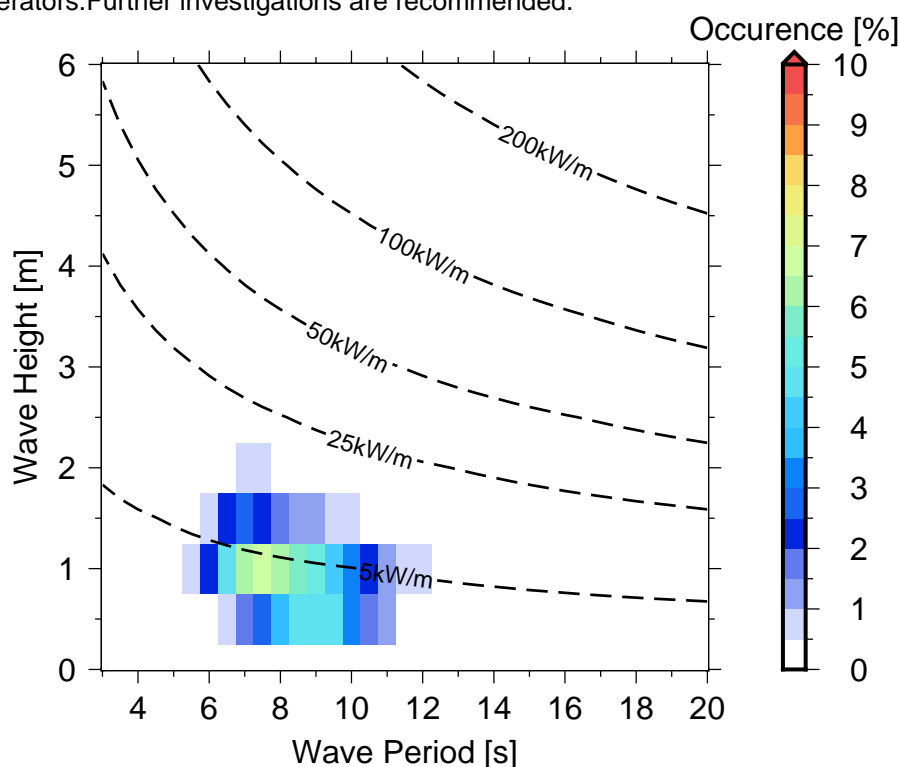 erators.Further investigations are recommended.
Occurence [%]
6
5
4
3
2
1
0
Wave Height [m]
200kW/m
100kW/m
50kW/m
25kW/m
5kW/m
4 6 8 10 12 14 16 18 20
Wave Period [s]
10
9
8
7
6
5
4
3
2
1
0